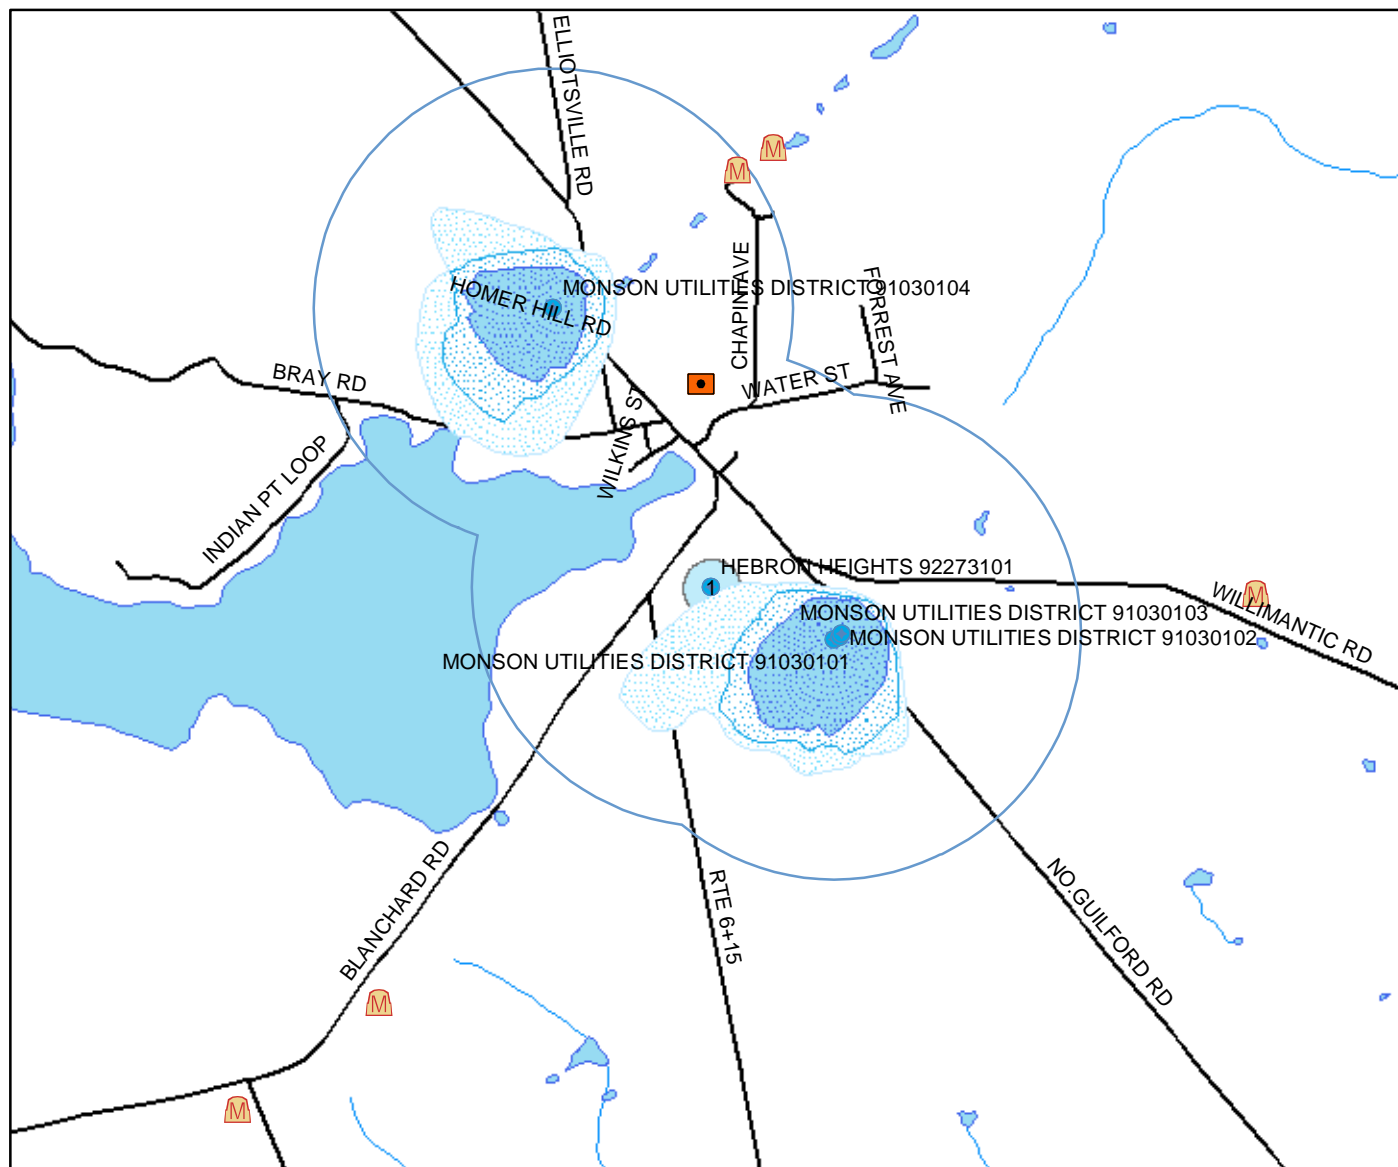 ELLIOTSVILLE RD
M
M
CHAPIN AVE
FORREST AVE
MONSON UTILITIES DISTRICT 91030104
HOMER HILL RD
BRAY RD
WATER ST
WILKINS ST
INDIAN PT LOOP
HEBRON HEIGHTS 92273101
1
M
WILLIMANTIC RD
MONSON UTILITIES DISTRICT 91030103
MONSON UTILITIES DISTRICT 91030102
MONSON UTILITIES DISTRICT 91030101
BLANCHARD RD
RTE 6+15
NO.GUILFORD RD
M
M